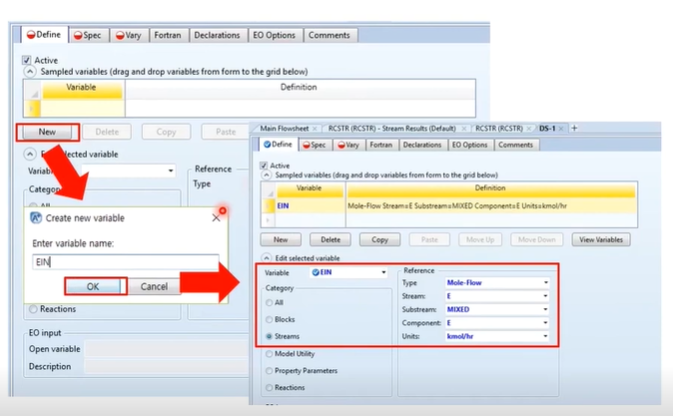 Define Spec Vary Fortran Declarations EO Options Comments
Active
Sampled variables (drag and drop variables from form to the grid below)
Variable Definition
New Delete Copy Paste
selected variable
Variab
Reference
Type
Category
All
Create new variable
Enter variable name:
EIN
OK Cancel
Reactions
EO input
Open variable
Description
Main Flowsheet × RCSTR (RCSTR) - Stream Results (Default) × RCSTR (RCSTR) × DS-1 × +
Define Spec Vary Fortran Declarations EO Options Comments
Active
Sampled variables (drag and drop variables from form to the grid below)
Variable Definition
EIN Mole-Flow Stream=E Substream=MIXED Component=E Units=kmol/hr
New Delete Copy Paste Move Up Move Down View Variables
Edit selected variable
Variable EIN
Category
All
Blocks
Streams
Model Utility
Property Parameters
Reactions
Reference
Type Mole-Flow
Stream: E
Substream: MIXED
Component: E
Units: kmol/hr